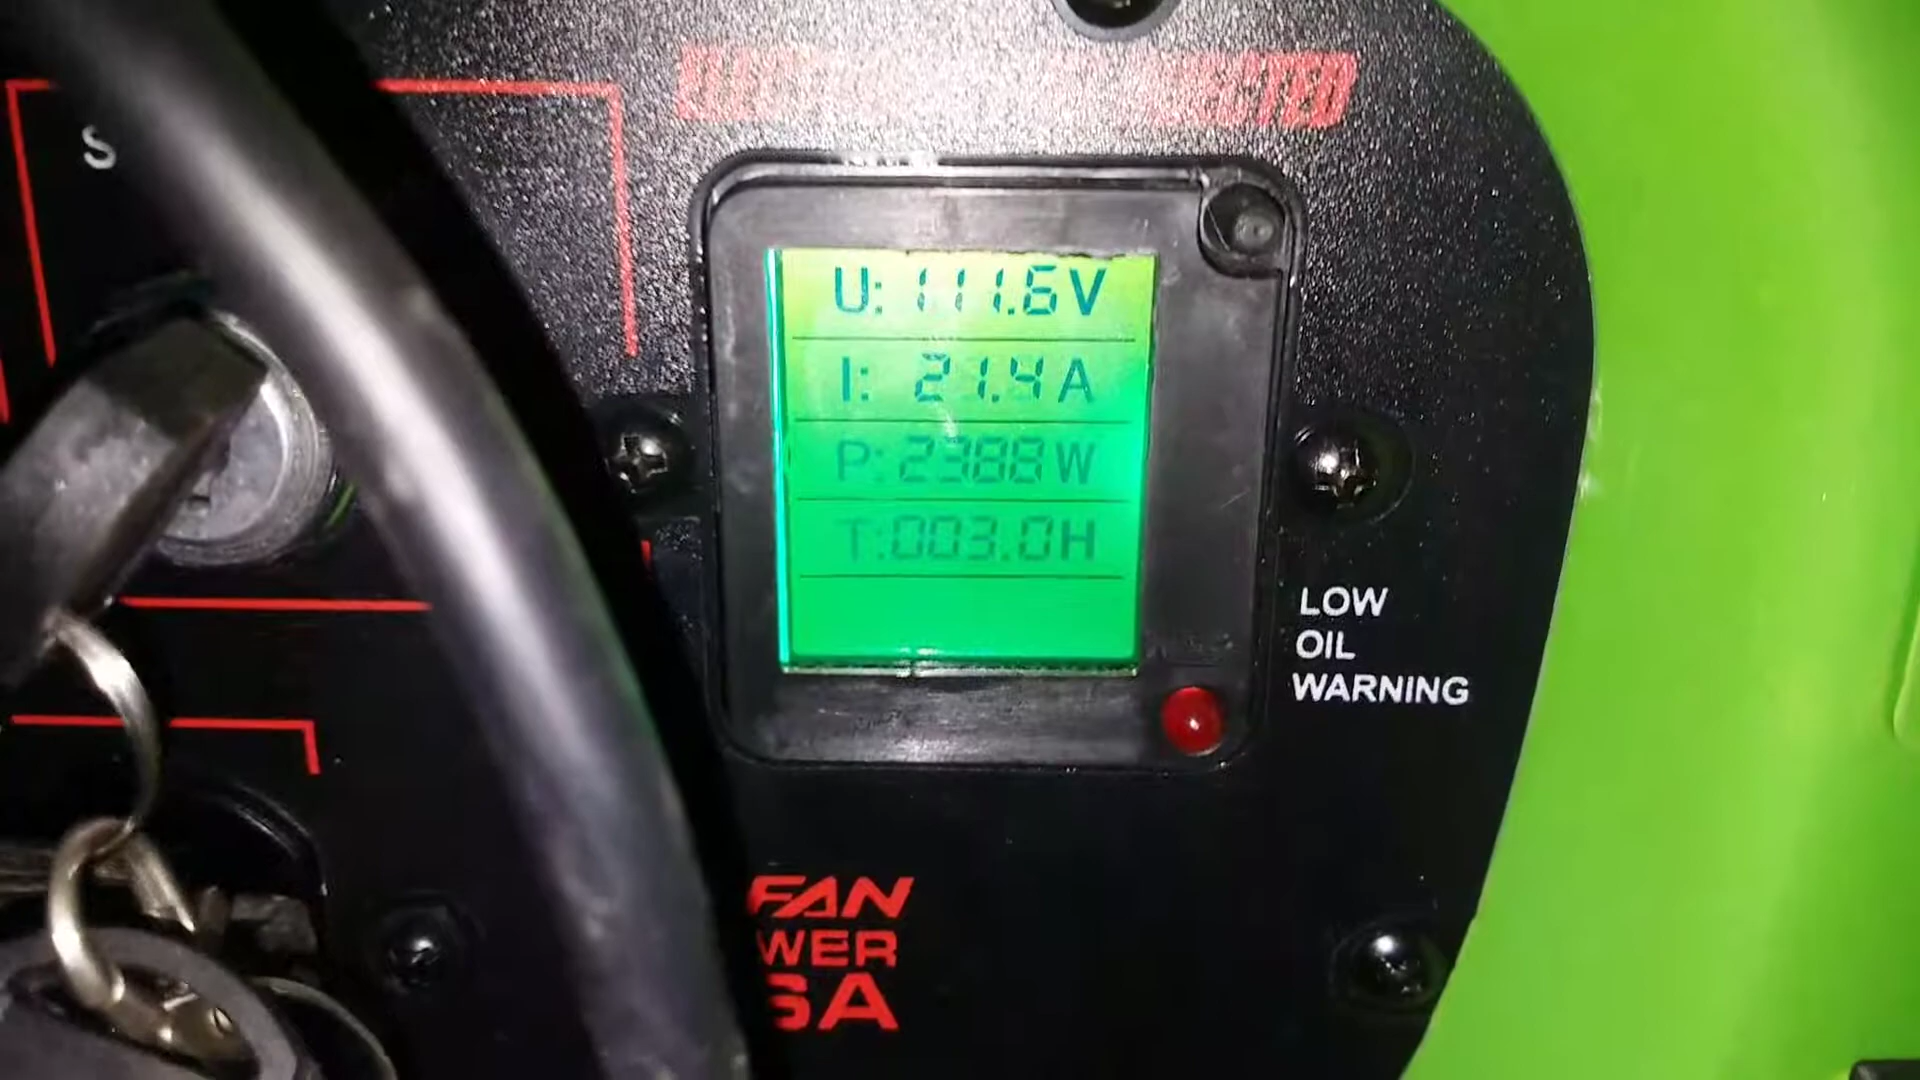 S
U: 111.6V
I: 21.4A
P: 2388W
T:003.0H
LOW
OIL
WARNING
FAN
WER
SA